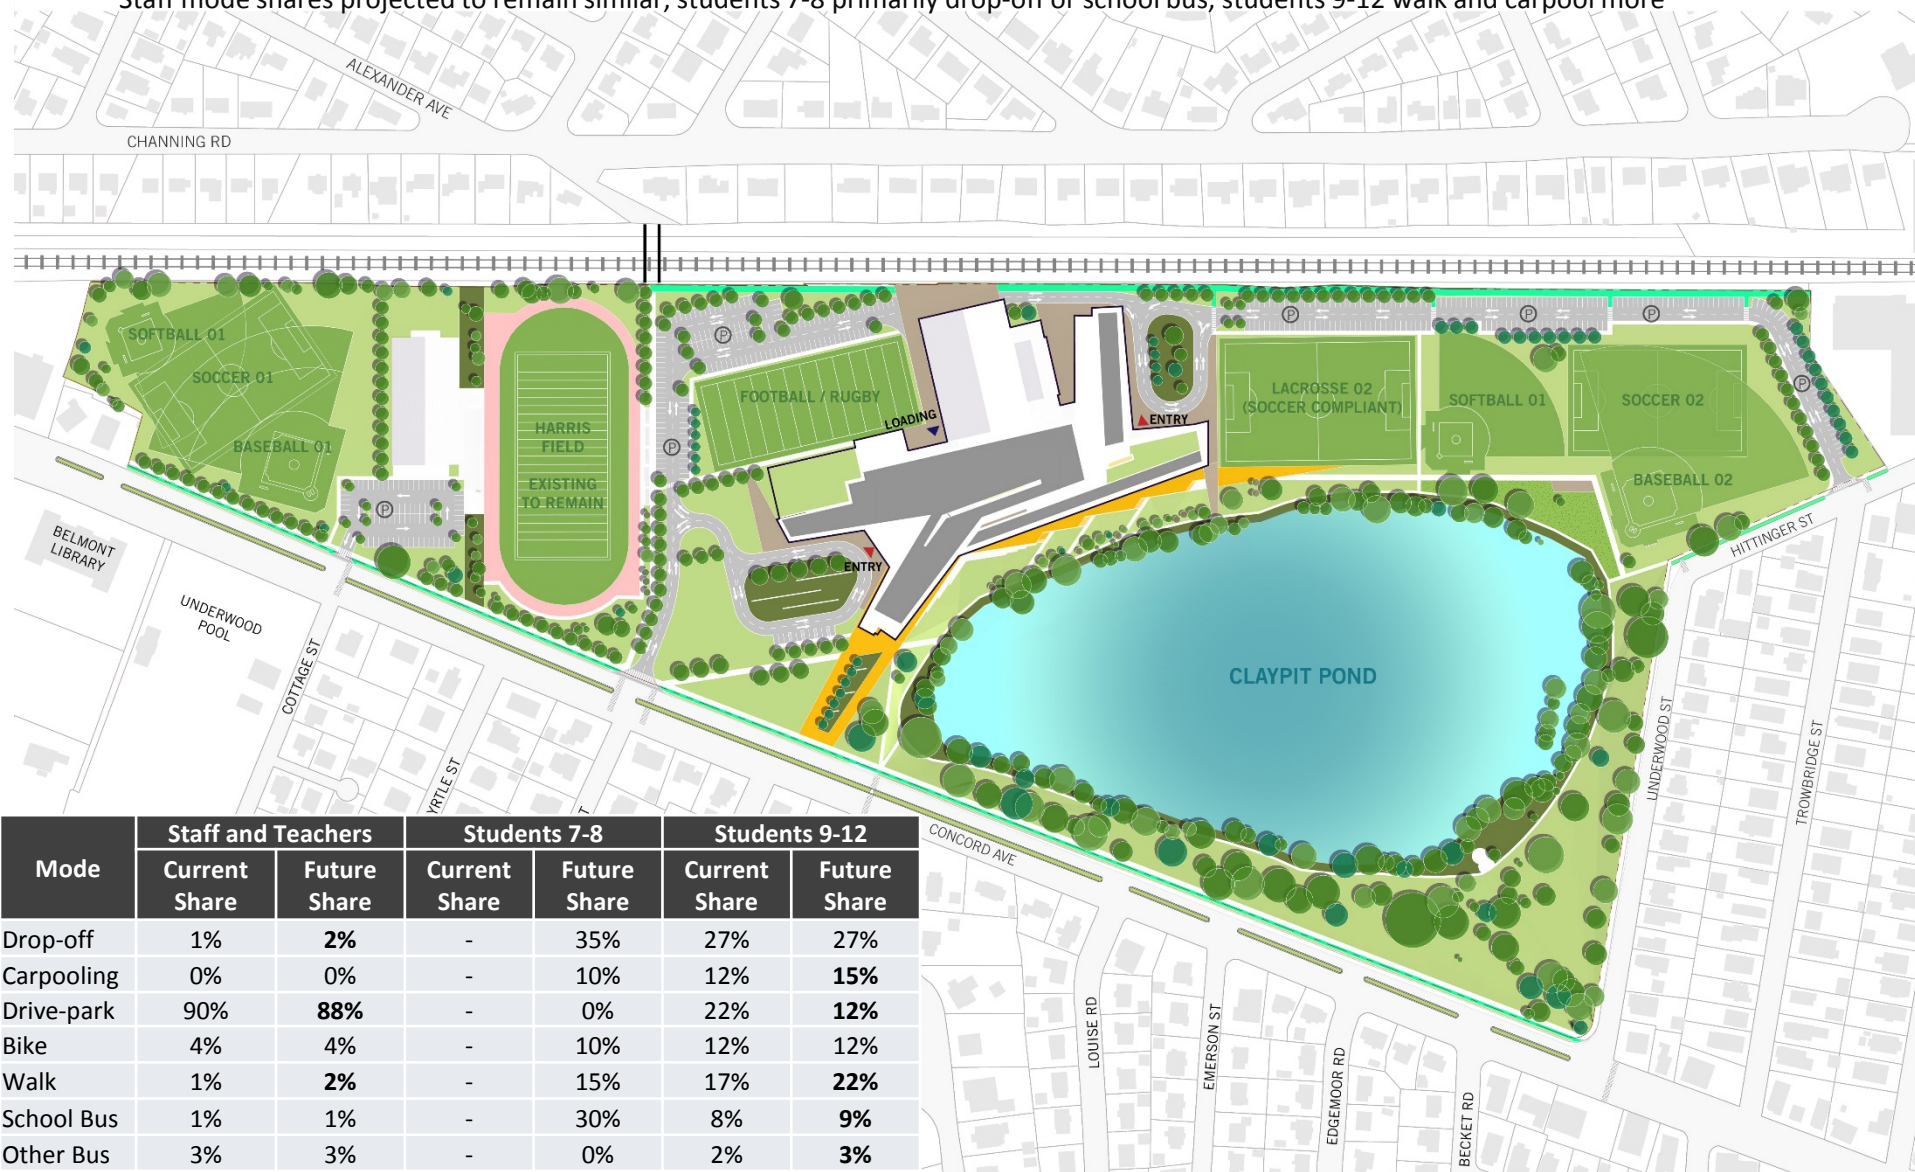 Staff mode shares projected to remain similar; students 7-8 primarily drop-off or school bus; students 9-12 walk and carpool more
ALEXANDER AVE
CHANNING RD
SOFTBALL 01
SOCCER 01
BASEBALL 01
HARRIS
FIELD
EXISTING
TO REMAIN
P
P
P
FOOTBALL / RUGBY
LOADING
ENTRY
ENTRY
P
P
P
P
LACROSSE 02
(SOCCER COMPLIANT)
SOFTBALL 01
SOCCER 02
BASEBALL 02
HITTINGER ST
BELMONT
LIBRARY
UNDERWOOD
POOL
COTTAGE ST
YRTLE ST
T
CLAYPIT POND
UNDERWOOD ST
TROWBRIDGE ST
CONCORD AVE
LOUISE RD
EMERSON ST
EDGEMOOR RD
BECKET RD
Mode Staff and Teachers Students 7-8 Students 9-12
Current Share Future Share Current Share Future Share Current Share Future Share
Drop-off 1% 2% - 35% 27% 27%
Carpooling 0% 0% - 10% 12% 15%
Drive-park 90% 88% - 0% 22% 12%
Bike 4% 4% - 10% 12% 12%
Walk 1% 2% - 15% 17% 22%
School Bus 1% 1% - 30% 8% 9%
Other Bus 3% 3% - 0% 2% 3%